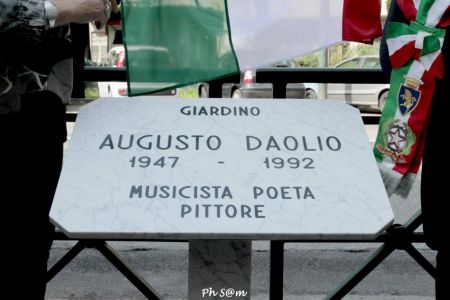 GIARDINO
AUGUSTO DAOLIO
1947 - 1992
MUSICISTA POETA
PITTORE
Ph S@m